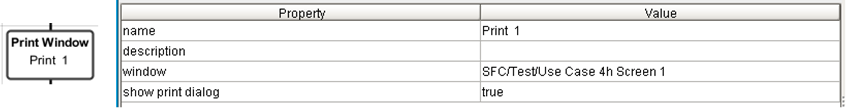 Print Window
Print 1
Property Value
name Print 1
description
window SFC/Test/Use Case 4h Screen 1
show print dialog true